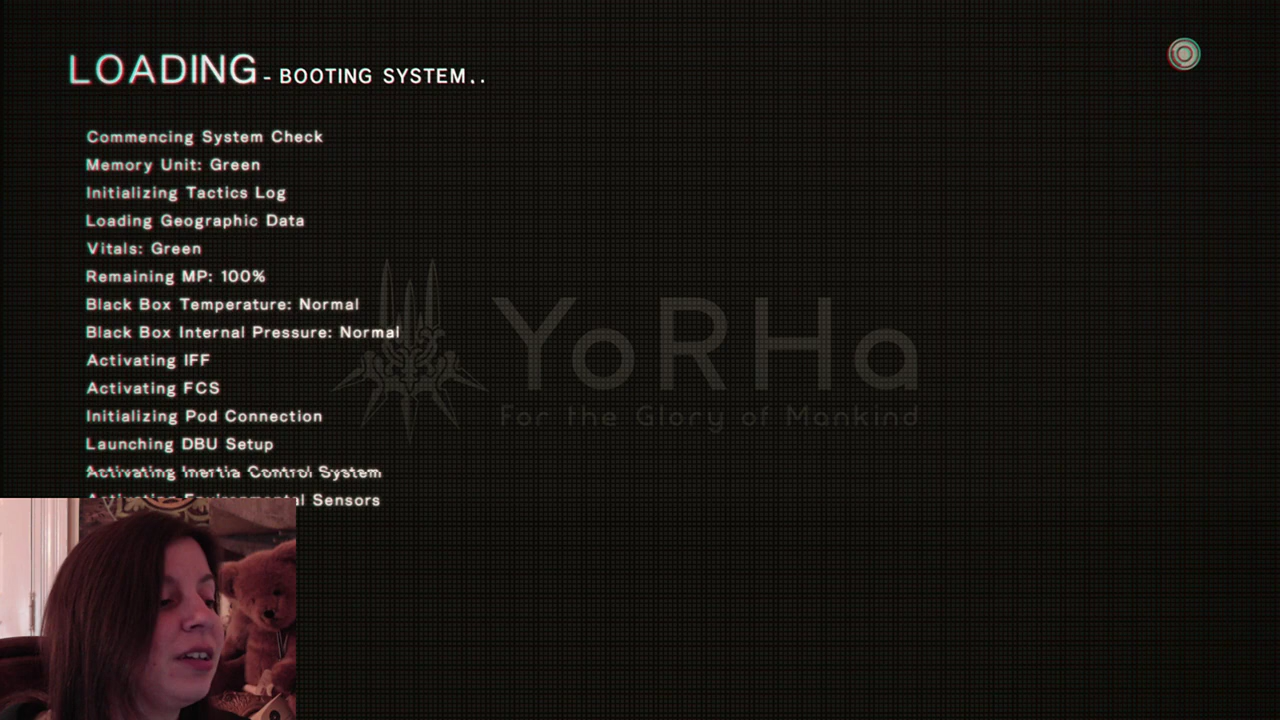 LOADING - BOOTING SYSTEM..
Commencing System Check
Memory Unit: Green
Initializing Tactics Log
Loading Geographic Data
Vitals: Green
Remaining MP: 100%
Black Box Temperature: Normal
Black Box Internal Pressure: Normal
Activating IFF
Activating FCS
Initializing Pod Connection
Launching DBU Setup
Activating Inertia Control System
Activating Environmental Sensors
YoRHa
For the Glory of Mankind